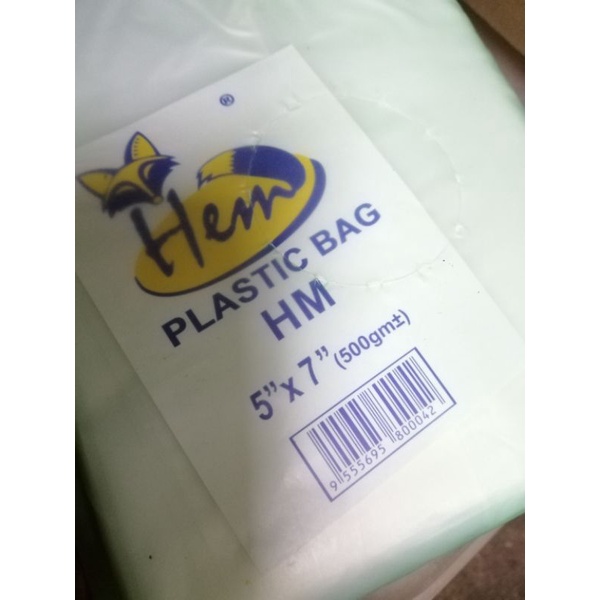 ®
Hem
PLASTIC BAG
HM
5”x 7” (500gm±)
9 555695 800042